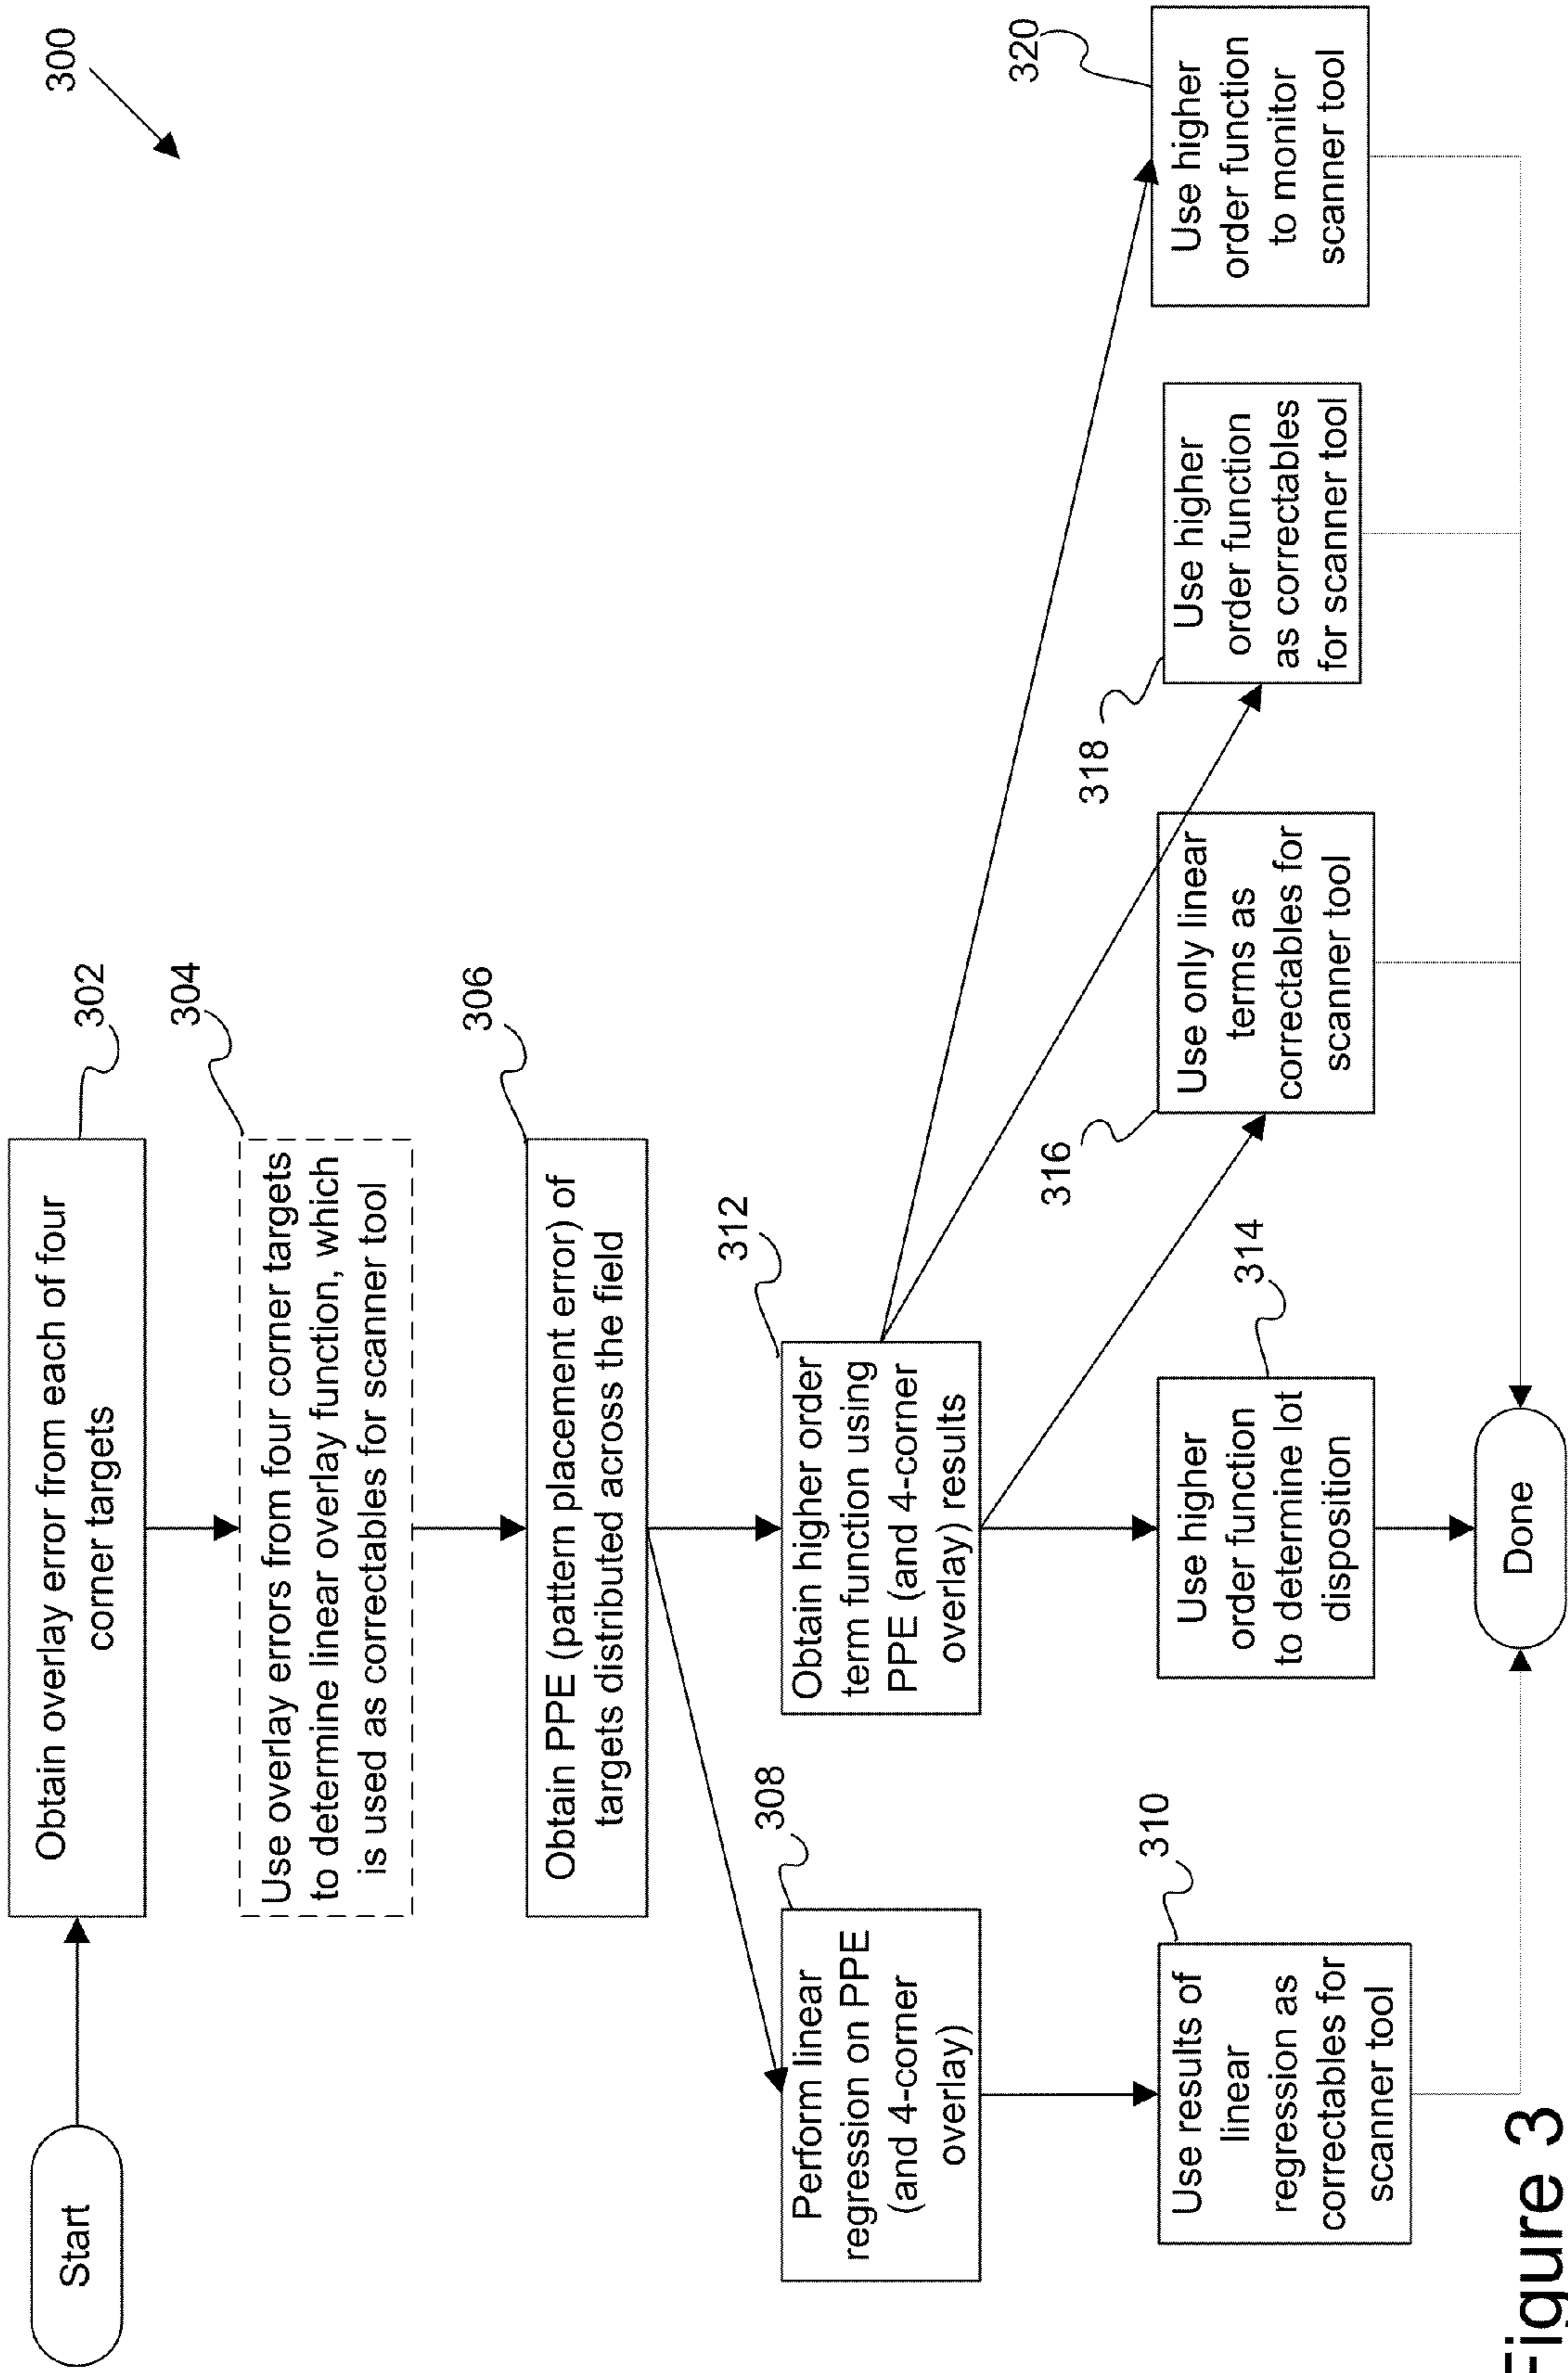 300
Start
Obtain overlay error from each of four
corner targets
302
Use overlay errors from four corner targets
to determine linear overlay function, which
is used as correctables for scanner tool
304
Obtain PPE (pattern placement error) of
targets distributed across the field
306
Perform linear
regression on PPE
(and 4-corner
overlay)
308
Obtain higher order
term function using
PPE (and 4-corner
overlay) results
312
Use results of
linear
regression as
correctables for
scanner tool
310
Use higher
order function
to determine lot
disposition
314
Use only linear
terms as
correctables for
scanner tool
316
Use higher
order function
as correctables
for scanner tool
318
Use higher
order function
to monitor
scanner tool
320
Done
Figure 3